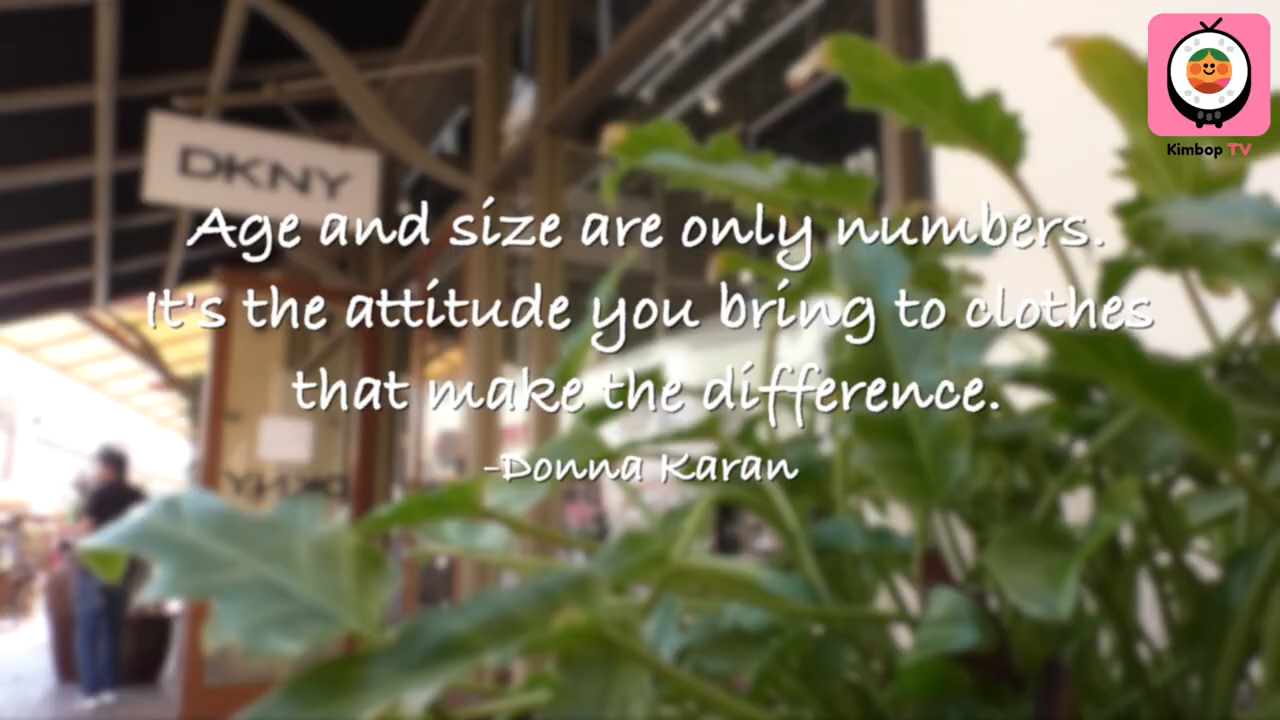 Kimbop TV
DKNY
Age and size are only numbers.
It's the attitude you bring to clothes
that make the difference.
-Donna Karan